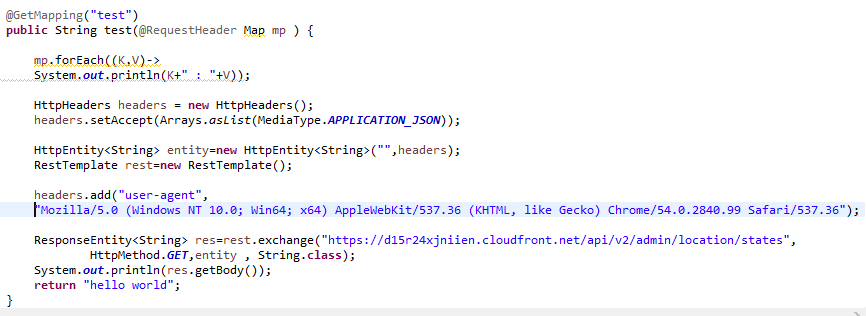 @GetMapping("test")
public String test(@RequestHeader Map mp ) {
mp.forEach((K,V)->
System.out.println(K+" : "+V));
HttpHeaders headers = new HttpHeaders();
headers.setAccept(Arrays.asList(MediaType.APPLICATION_JSON));
HttpEntity<String> entity=new HttpEntity<String>("",headers);
RestTemplate rest=new RestTemplate();
headers.add("user-agent",
"Mozilla/5.0 (Windows NT 10.0; Win64; x64) AppleWebKit/537.36 (KHTML, like Gecko) Chrome/54.0.2840.99 Safari/537.36");
ResponseEntity<String> res=rest.exchange("https://d15r24xjniien.cloudfront.net/api/v2/admin/location/states",
HttpMethod.GET,entity , String.class);
System.out.println(res.getBody());
return "hello world";
}